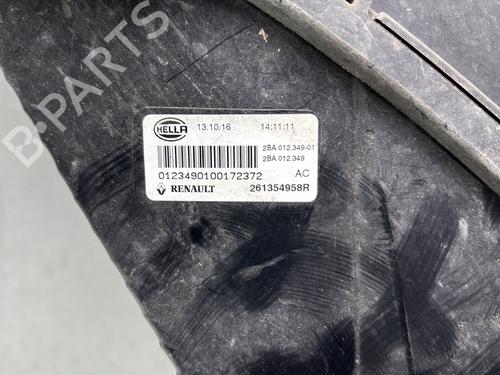 B-PARTS
HELLA 13.10.16 14:11:11
2BA 012.349-01
2BA 012.349
0123490100172372 AC
RENAULT 261354958R